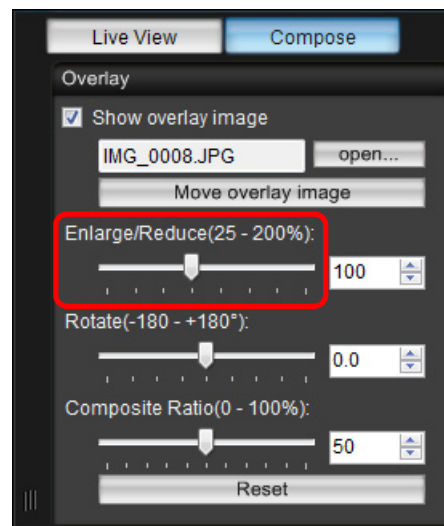 Live View Compose
Overlay
Show overlay image
IMG_0008.JPG open...
Move overlay image
Enlarge/Reduce(25 - 200%):
100
Rotate(-180 - +180°):
0.0
Composite Ratio(0 - 100%):
50
Reset